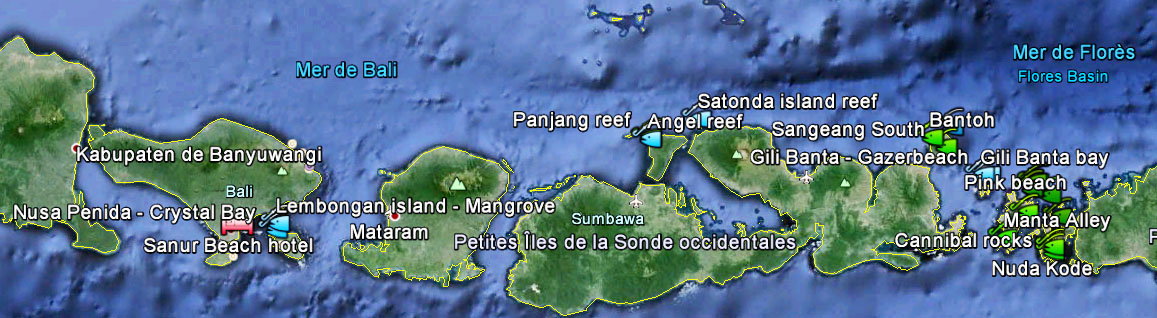 Mer de Florès
Mer de Bali
Flores Basin
Satonda island reef
Panjang reef
Angel reef
Bantoh
Sangeang South
Kabupaten de Banyuwangi
Gili Banta - Gazerbeach
Gili Banta bay
Pink beach
Bali
Lembongan island - Mangrove
Nusa Penida - Crystal Bay
Sumbawa
Manta Alley
Mataram
Sanur Beach hotel
Petites Îles de la Sonde occidentales
Cannibal rocks
Nuda Kode